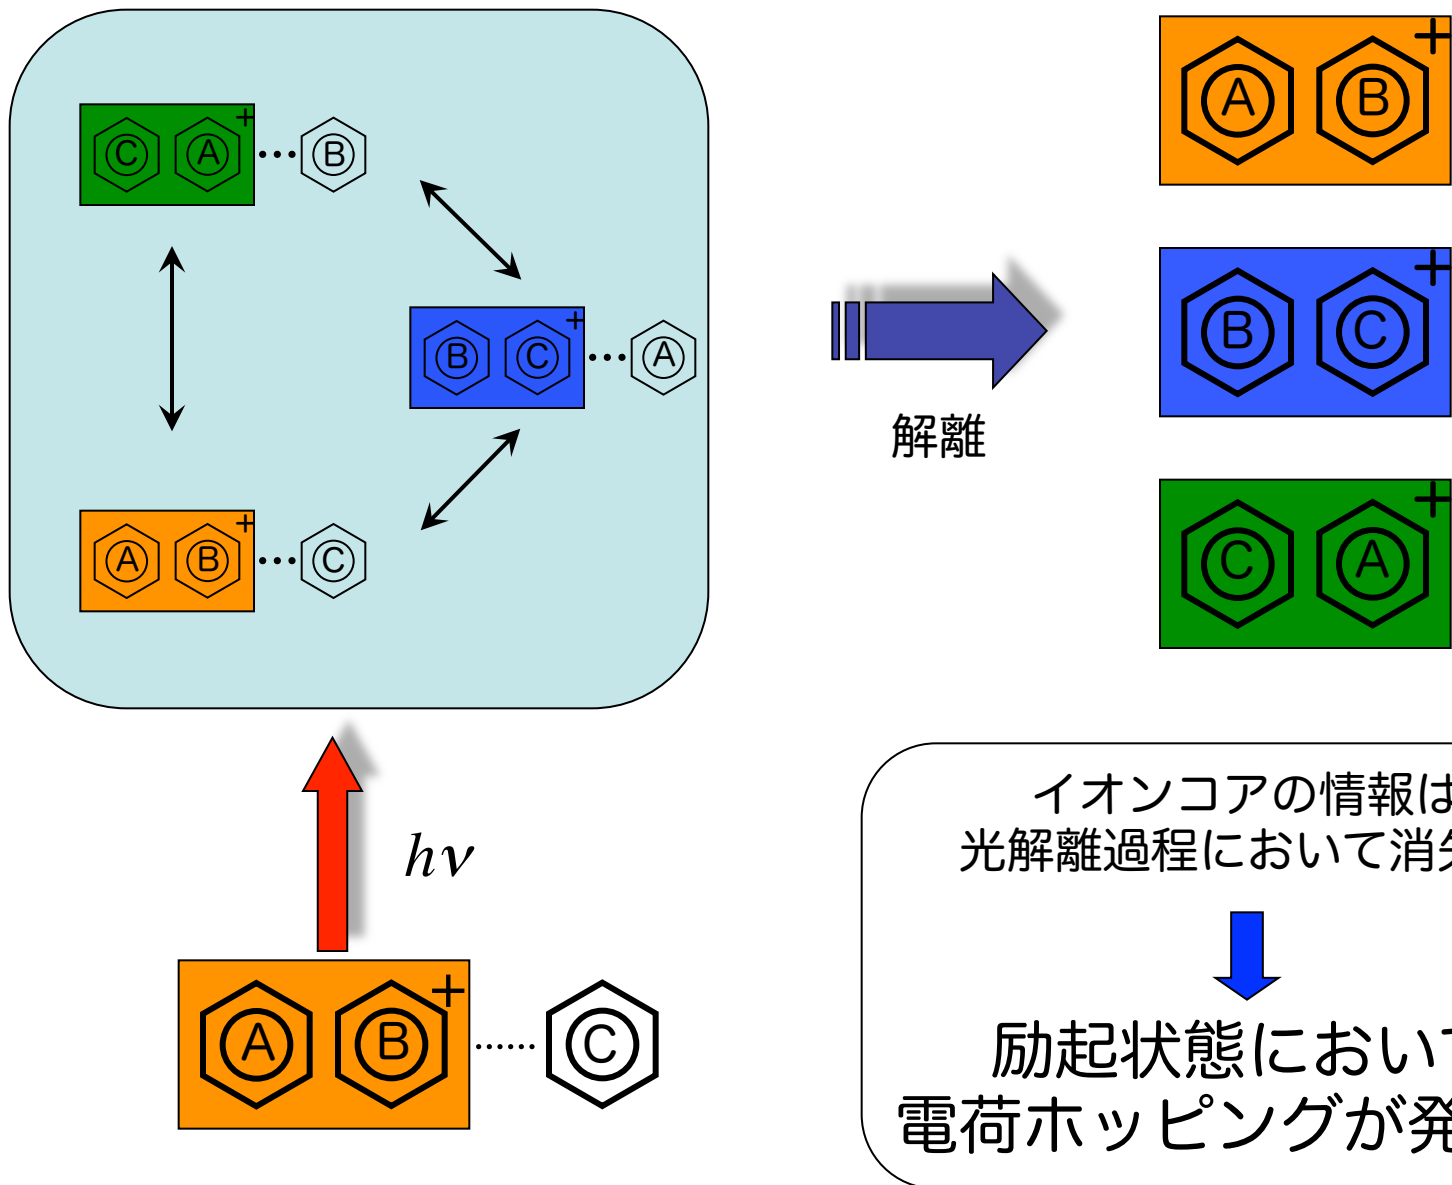 C A + B
B C + A
A B + C
hν
A B + C
解離
A B +
B C +
C A +
イオンコアの情報は
光解離過程において消
励起状態におい
電荷ホッピングが発